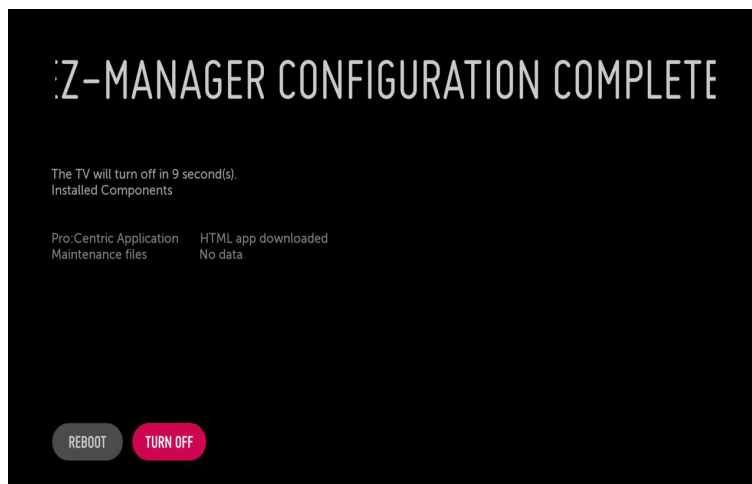 Z-MANAGER CONFIGURATION COMPLETE
The TV will turn off in 9 second(s).
Installed Components
Pro:Centric Application HTML app downloaded
Maintenance files No data
REBOOT TURN OFF